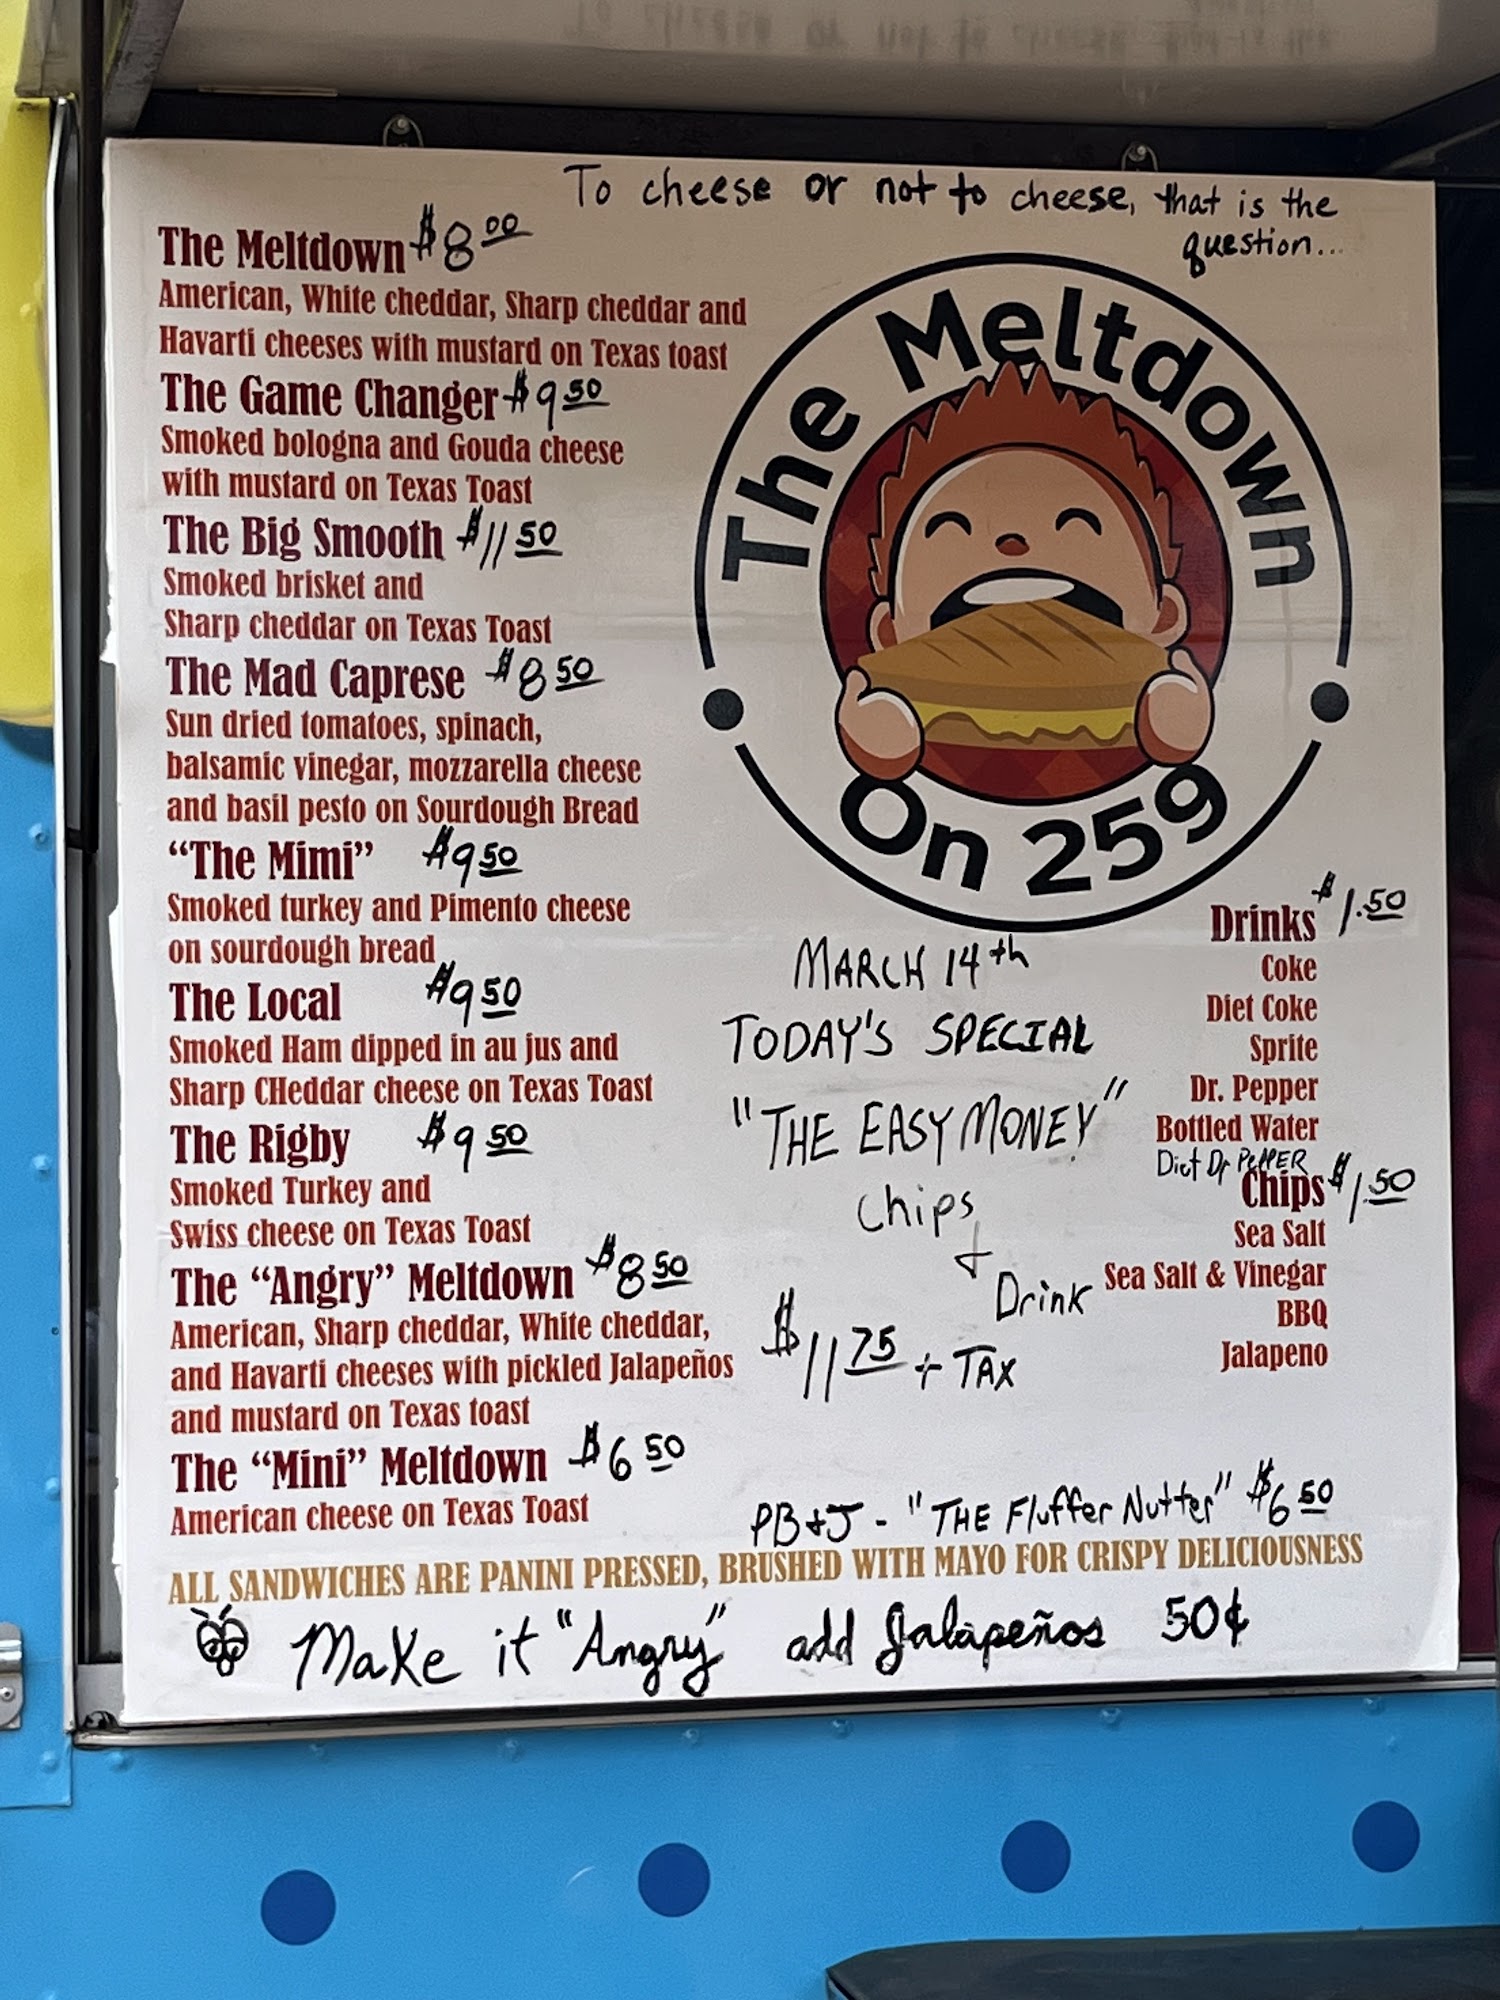 To cheese or not to cheese, that is the
question...
The Meltdown $8.00
American, White cheddar, Sharp cheddar and
Havarti cheeses with mustard on Texas toast
The Game Changer $9 50
Smoked bologna and Gouda cheese
with mustard on Texas Toast
The Big Smooth $11 50
Smoked brisket and
Sharp cheddar on Texas Toast
The Mad Caprese $8 50
Sun dried tomatoes, spinach,
balsamic vinegar, mozzarella cheese
and basil pesto on Sourdough Bread
“The Mimi” $9 50
Smoked turkey and Pimento cheese
on sourdough bread
The Local $9 50
Smoked Ham dipped in au jus and
Sharp CHeddar cheese on Texas Toast
The Rigby $9 50
Smoked Turkey and
Swiss cheese on Texas Toast
The “Angry” Meltdown $8 50
American, Sharp cheddar, White cheddar,
and Havarti cheeses with pickled Jalapeños
and mustard on Texas toast
The “Mini” Meltdown $6 50
American cheese on Texas Toast
The Meltdown
On 259
MARCH 14th
TODAY'S SPECIAL
"THE EASY MONEY"
Chips
+
Drink
$11 75 + TAX
Drinks $1.50
Coke
Diet Coke
Sprite
Dr. Pepper
Bottled Water
Diet Dr PEPPER
Chips $1.50
Sea Salt
Sea Salt & Vinegar
BBQ
Jalapeno
PB+J - "THE Fluffer Nutter" $6 50
ALL SANDWICHES ARE PANINI PRESSED, BRUSHED WITH MAYO FOR CRISPY DELICIOUSNESS
Make it "Angry" add Jalapeños 50¢